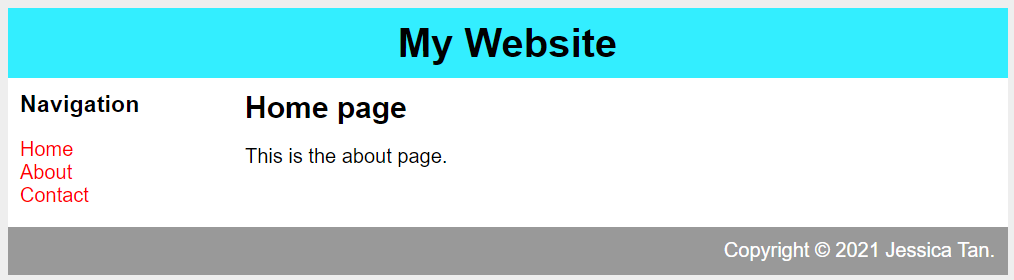 My Website
Navigation
Home
About
Contact
Home page
This is the about page.
Copyright © 2021 Jessica Tan.